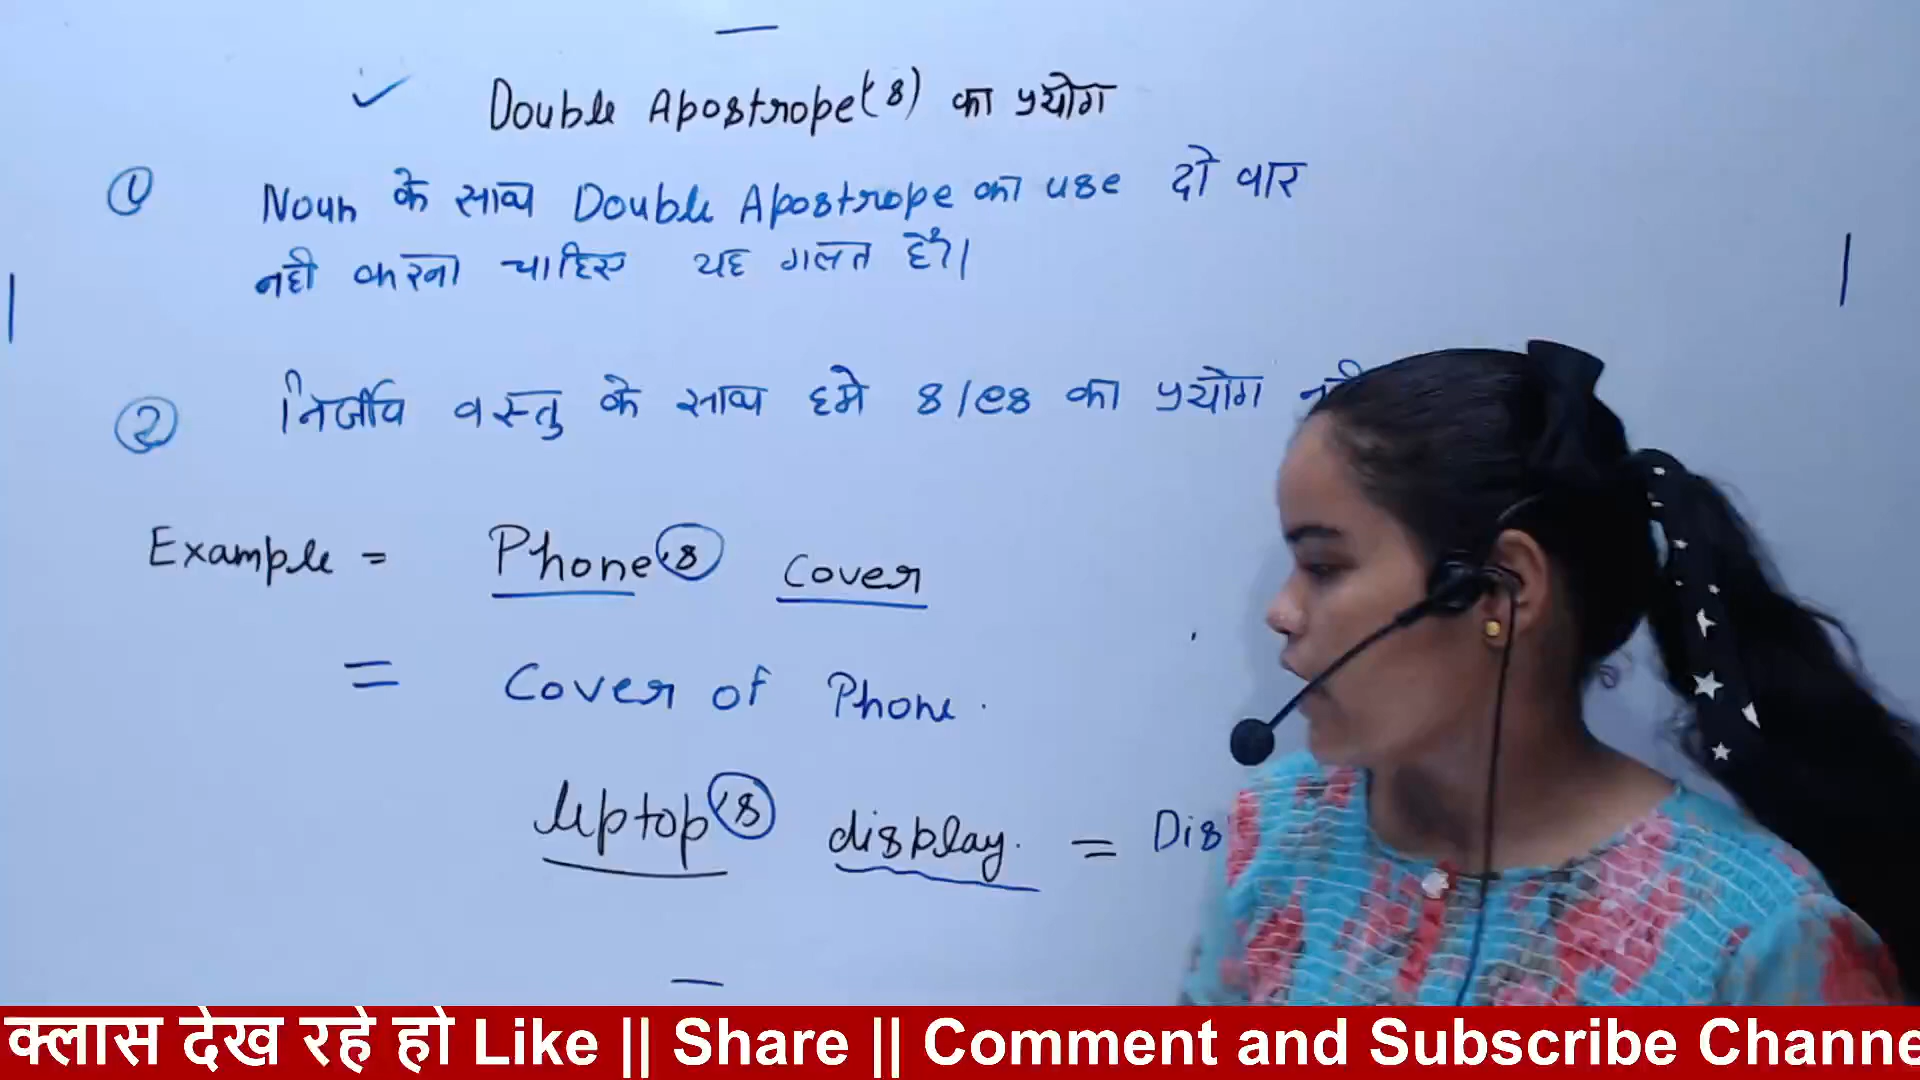 Double Apostrope('s) का प्रयोग
① Noun के साथ Double Apostrope का use दो वार
नही करना चाहिए यह गलत हैं।
② निर्जीव वस्तु के साथ हमे s/es का प्रयोग
Example = Phone's Cover
= Cover of Phone.
leptop's display. = Dis
क्लास देख रहे हो Like || Share || Comment and Subscribe Channe